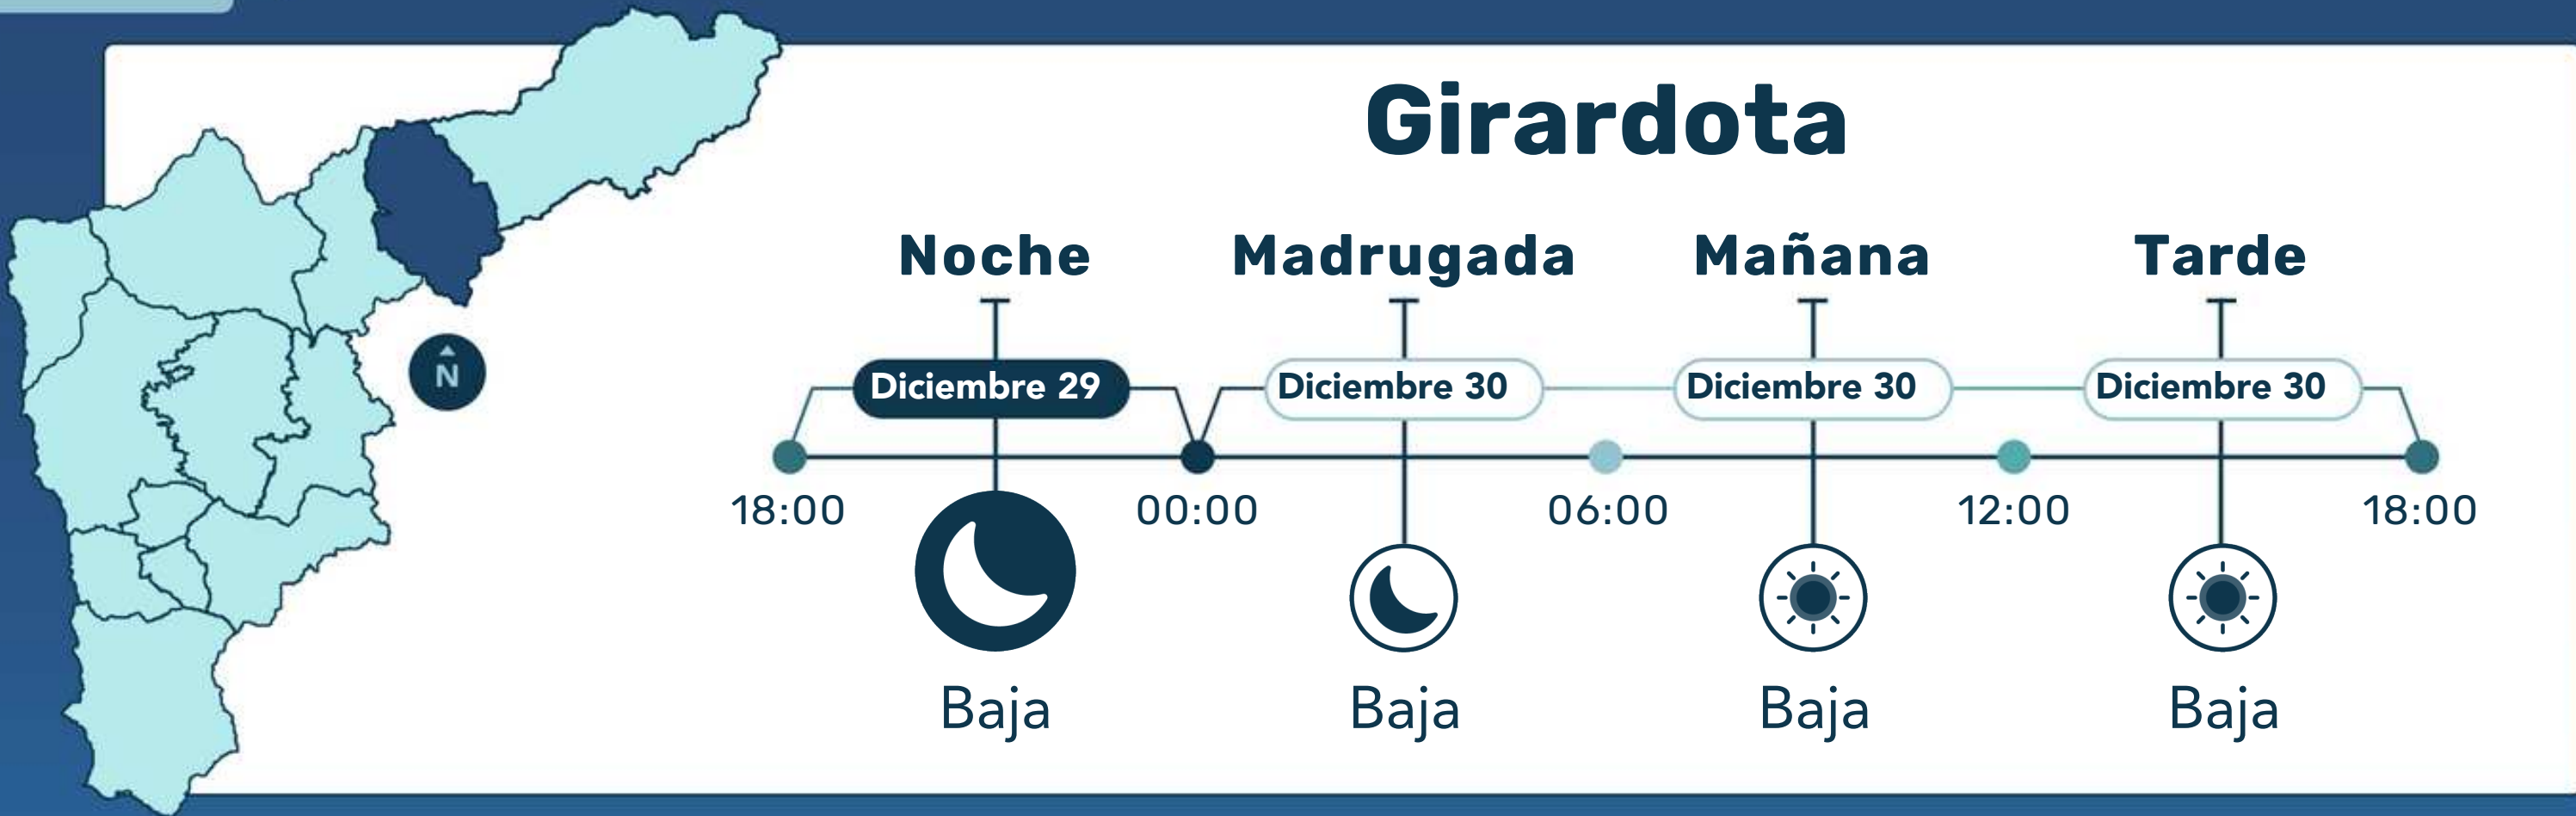 Girardota
Noche Madrugada Mañana Tarde
N
Diciembre 29 Diciembre 30 Diciembre 30 Diciembre 30
18:00 00:00 06:00 12:00 18:00
Baja Baja Baja Baja